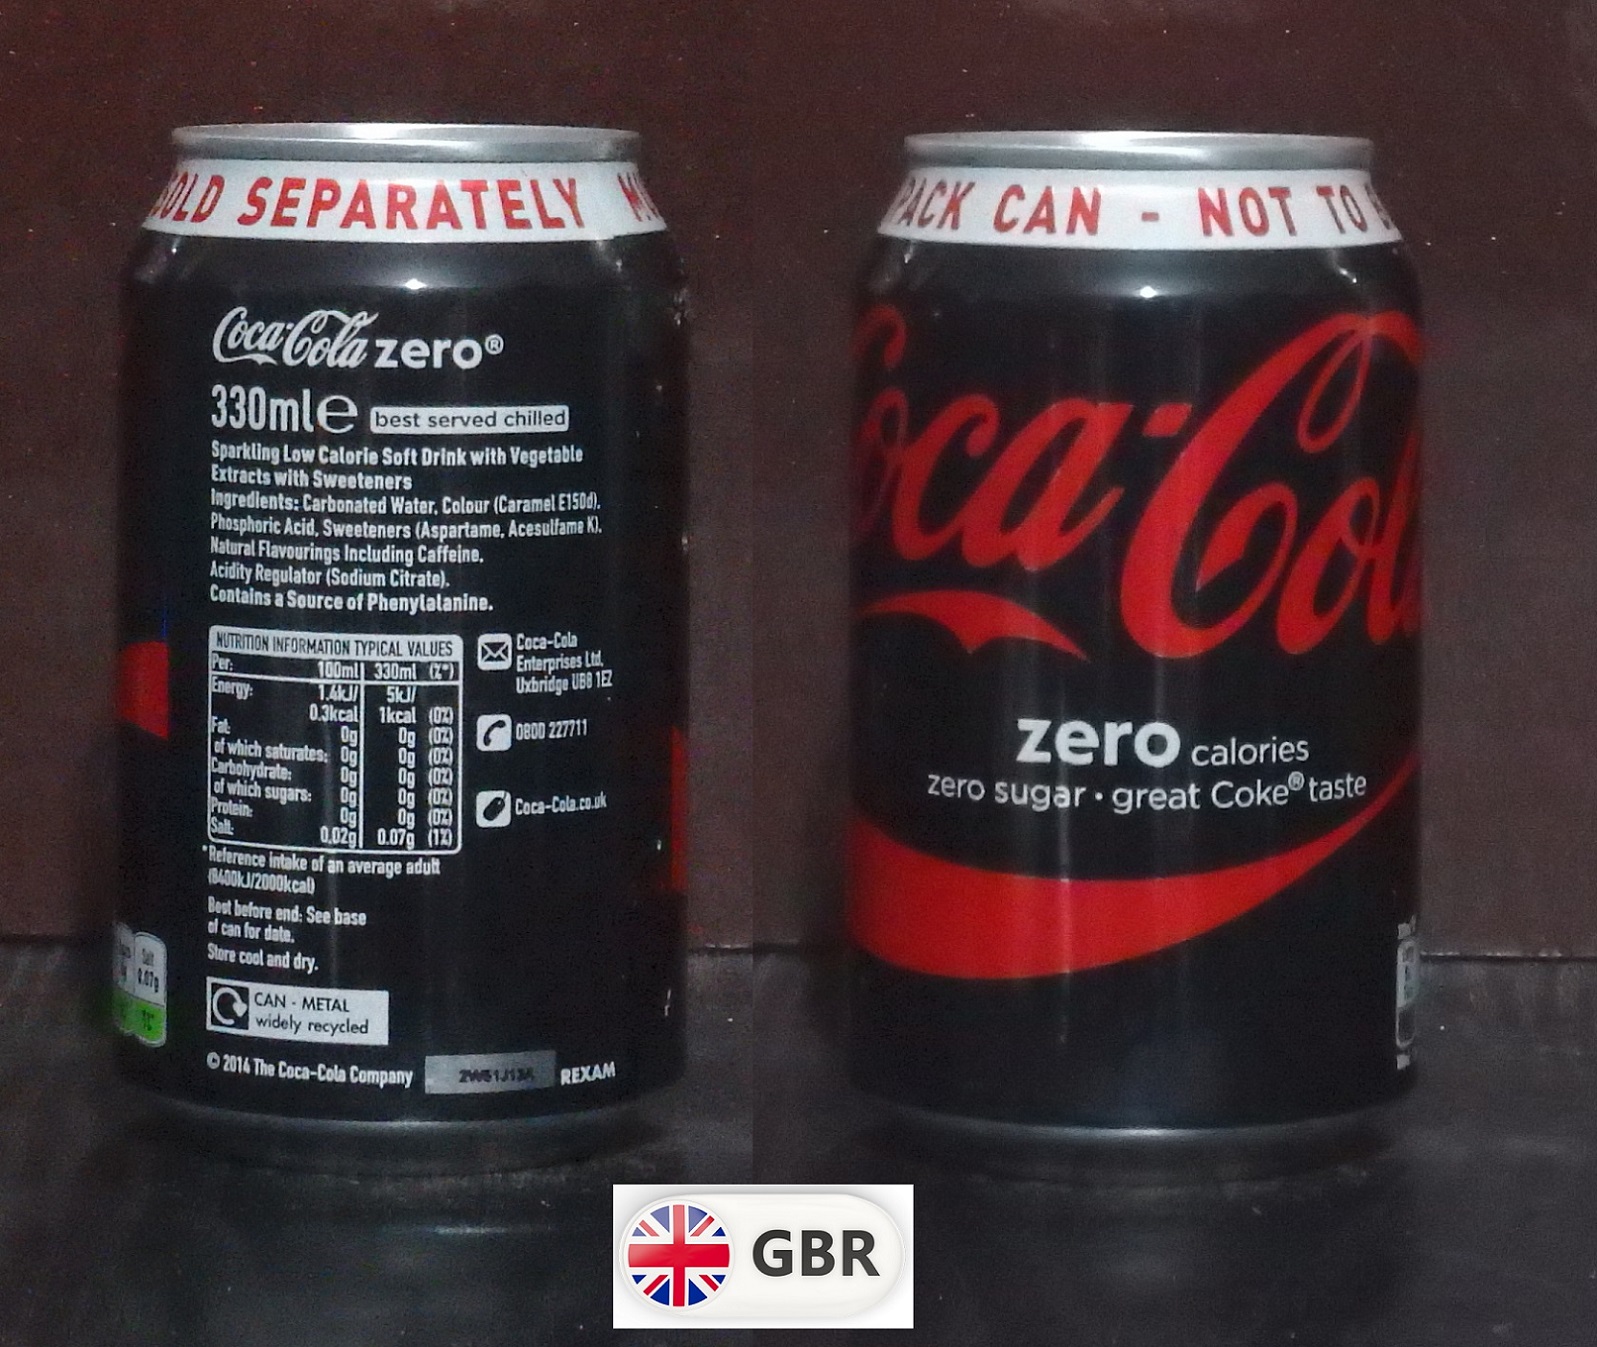 OLD SEPARATELY
Coca-Cola zero®
330ml e best served chilled
Sparkling Low Calorie Soft Drink with Vegetable
Extracts with Sweeteners
Ingredients: Carbonated Water, Colour (Caramel E150d),
Phosphoric Acid, Sweeteners (Aspartame, Acesulfame K),
Natural Flavourings Including Caffeine,
Acidity Regulator (Sodium Citrate).
Contains a Source of Phenylalanine.
NUTRITION INFORMATION TYPICAL VALUES
Per: 100ml 330ml (%*)
Energy: 1.4kJ/ 5kJ/
0.3kcal 1kcal (0%)
Fat: 0g 0g (0%)
of which saturates: 0g 0g (0%)
Carbohydrate: 0g 0g (0%)
of which sugars: 0g 0g (0%)
Protein: 0g 0g (0%)
Salt: 0.02g 0.07g (1%)
*Reference intake of an average adult
(8400kJ/2000kcal)
Best before end: See base
of can for date.
Store cool and dry.
Coca-Cola
Enterprises Ltd,
Uxbridge UB8 1EZ
0800 227711
Coca-Cola.co.uk
Salt
0.07g
1%
CAN - METAL
widely recycled
© 2014 The Coca-Cola Company
REXAM
PACK CAN - NOT TO B
Coca-Cola
zero calories
zero sugar · great Coke® taste
GBR